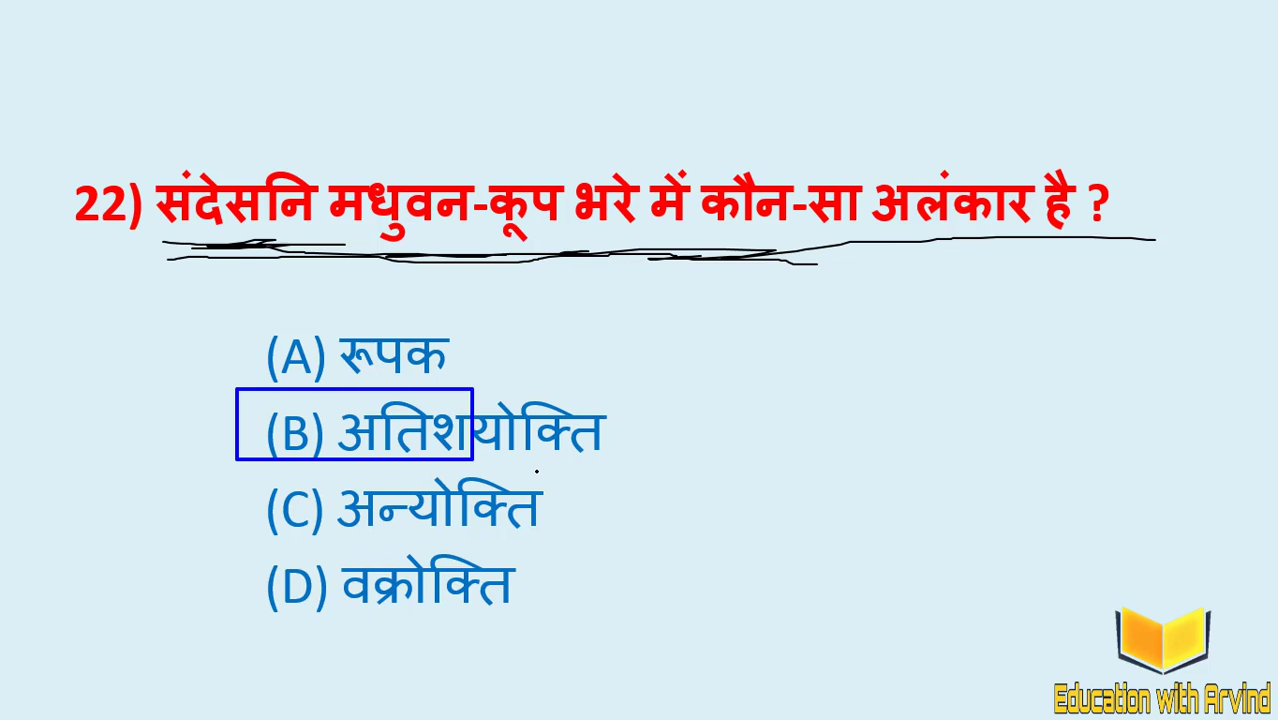 22) संदेसनि मधुवन-कूप भरे में कौन-सा अलंकार है ?
(A) रूपक
(B) अतिशयोक्ति
(C) अन्योक्ति
(D) वक्रोक्ति
Education with Arvind